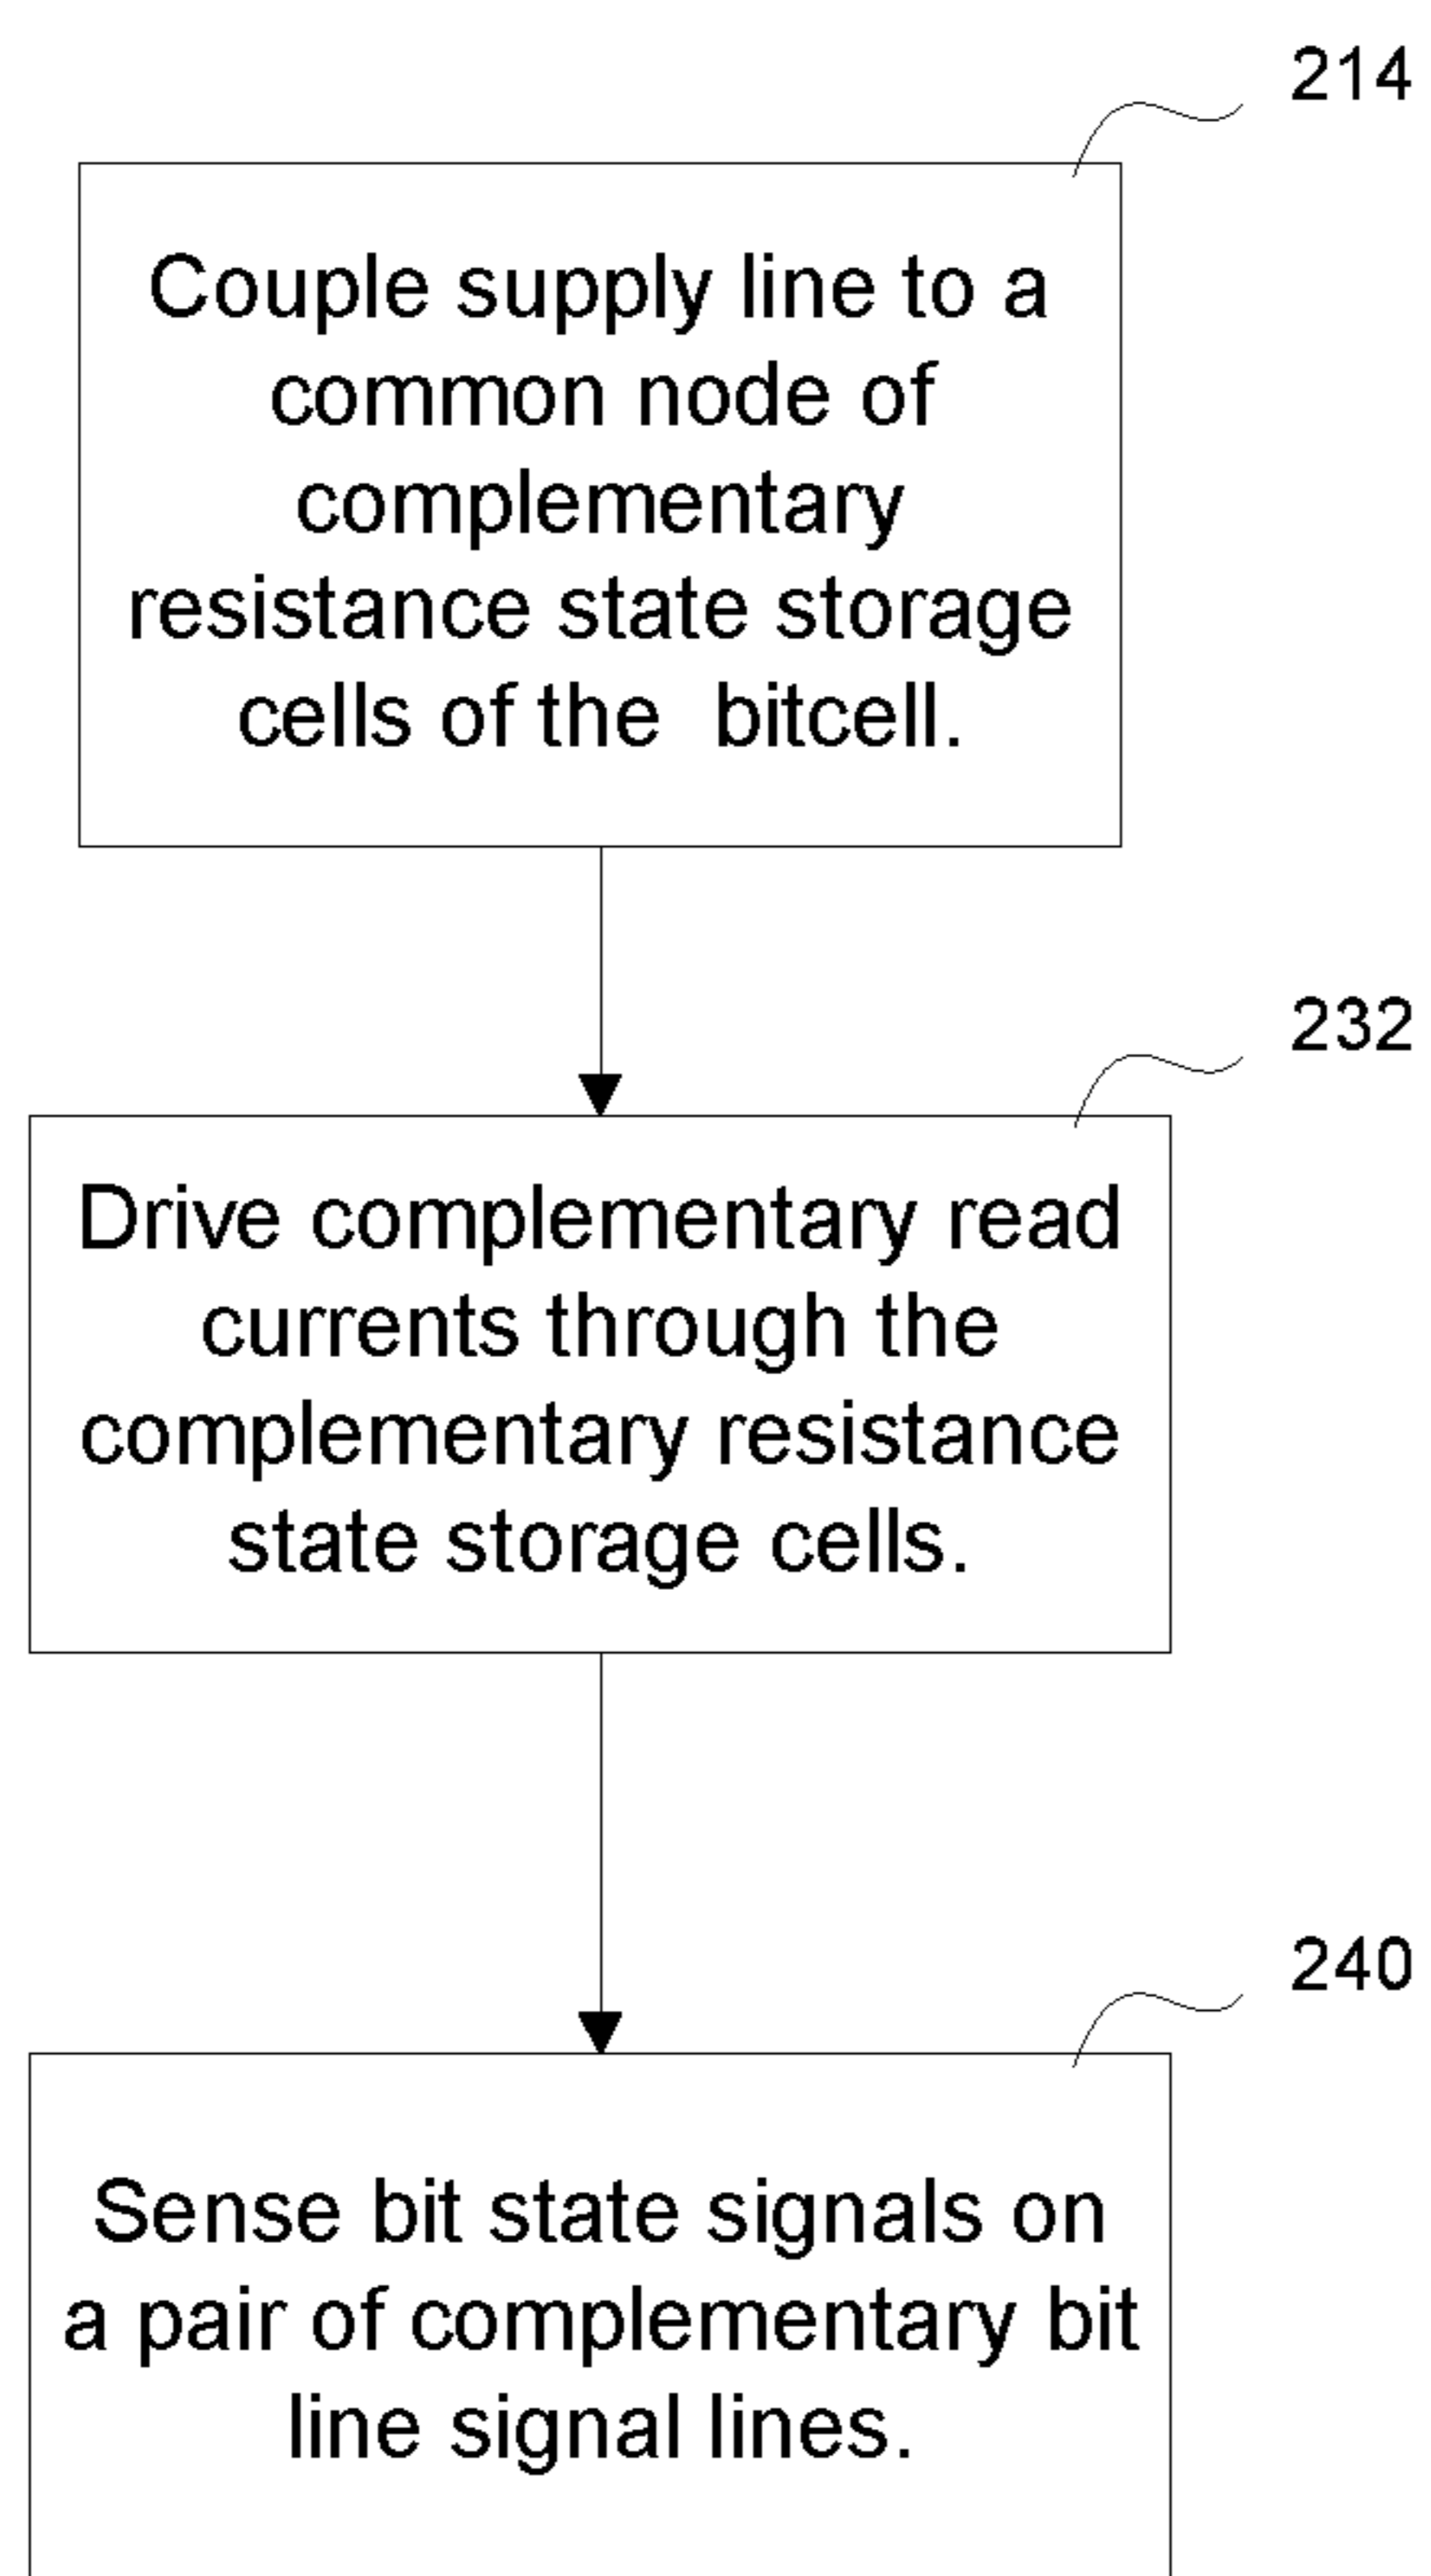 214
Couple supply line to a
common node of
complementary
resistance state storage
cells of the bitcell.
232
Drive complementary read
currents through the
complementary resistance
state storage cells.
240
Sense bit state signals on
a pair of complementary bit
line signal lines.